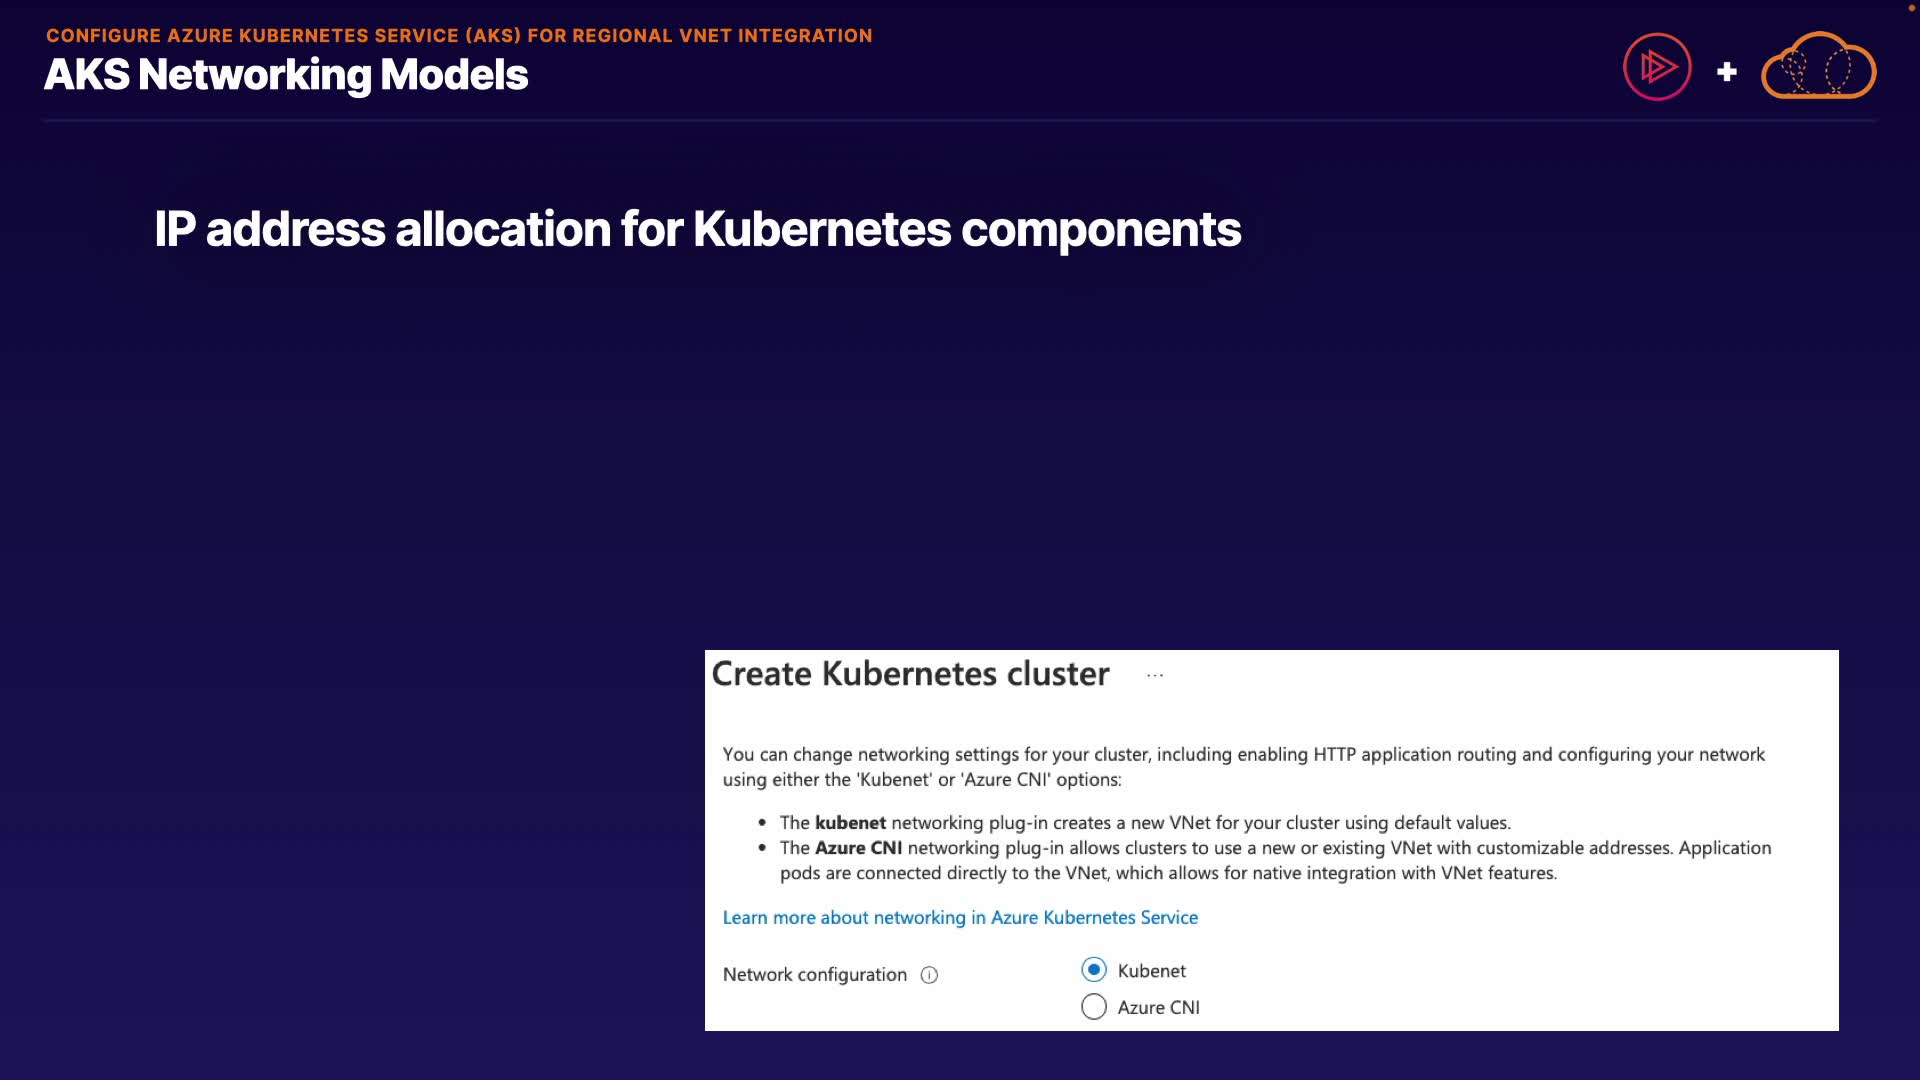 CONFIGURE AZURE KUBERNETES SERVICE (AKS) FOR REGIONAL VNET INTEGRATION
AKS Networking Models
+
IP address allocation for Kubernetes components
Create Kubernetes cluster ...
You can change networking settings for your cluster, including enabling HTTP application routing and configuring your network
using either the 'Kubenet' or 'Azure CNI' options:
• The kubenet networking plug-in creates a new VNet for your cluster using default values.
• The Azure CNI networking plug-in allows clusters to use a new or existing VNet with customizable addresses. Application
pods are connected directly to the VNet, which allows for native integration with VNet features.
Learn more about networking in Azure Kubernetes Service
Network configuration
Kubenet
Azure CNI